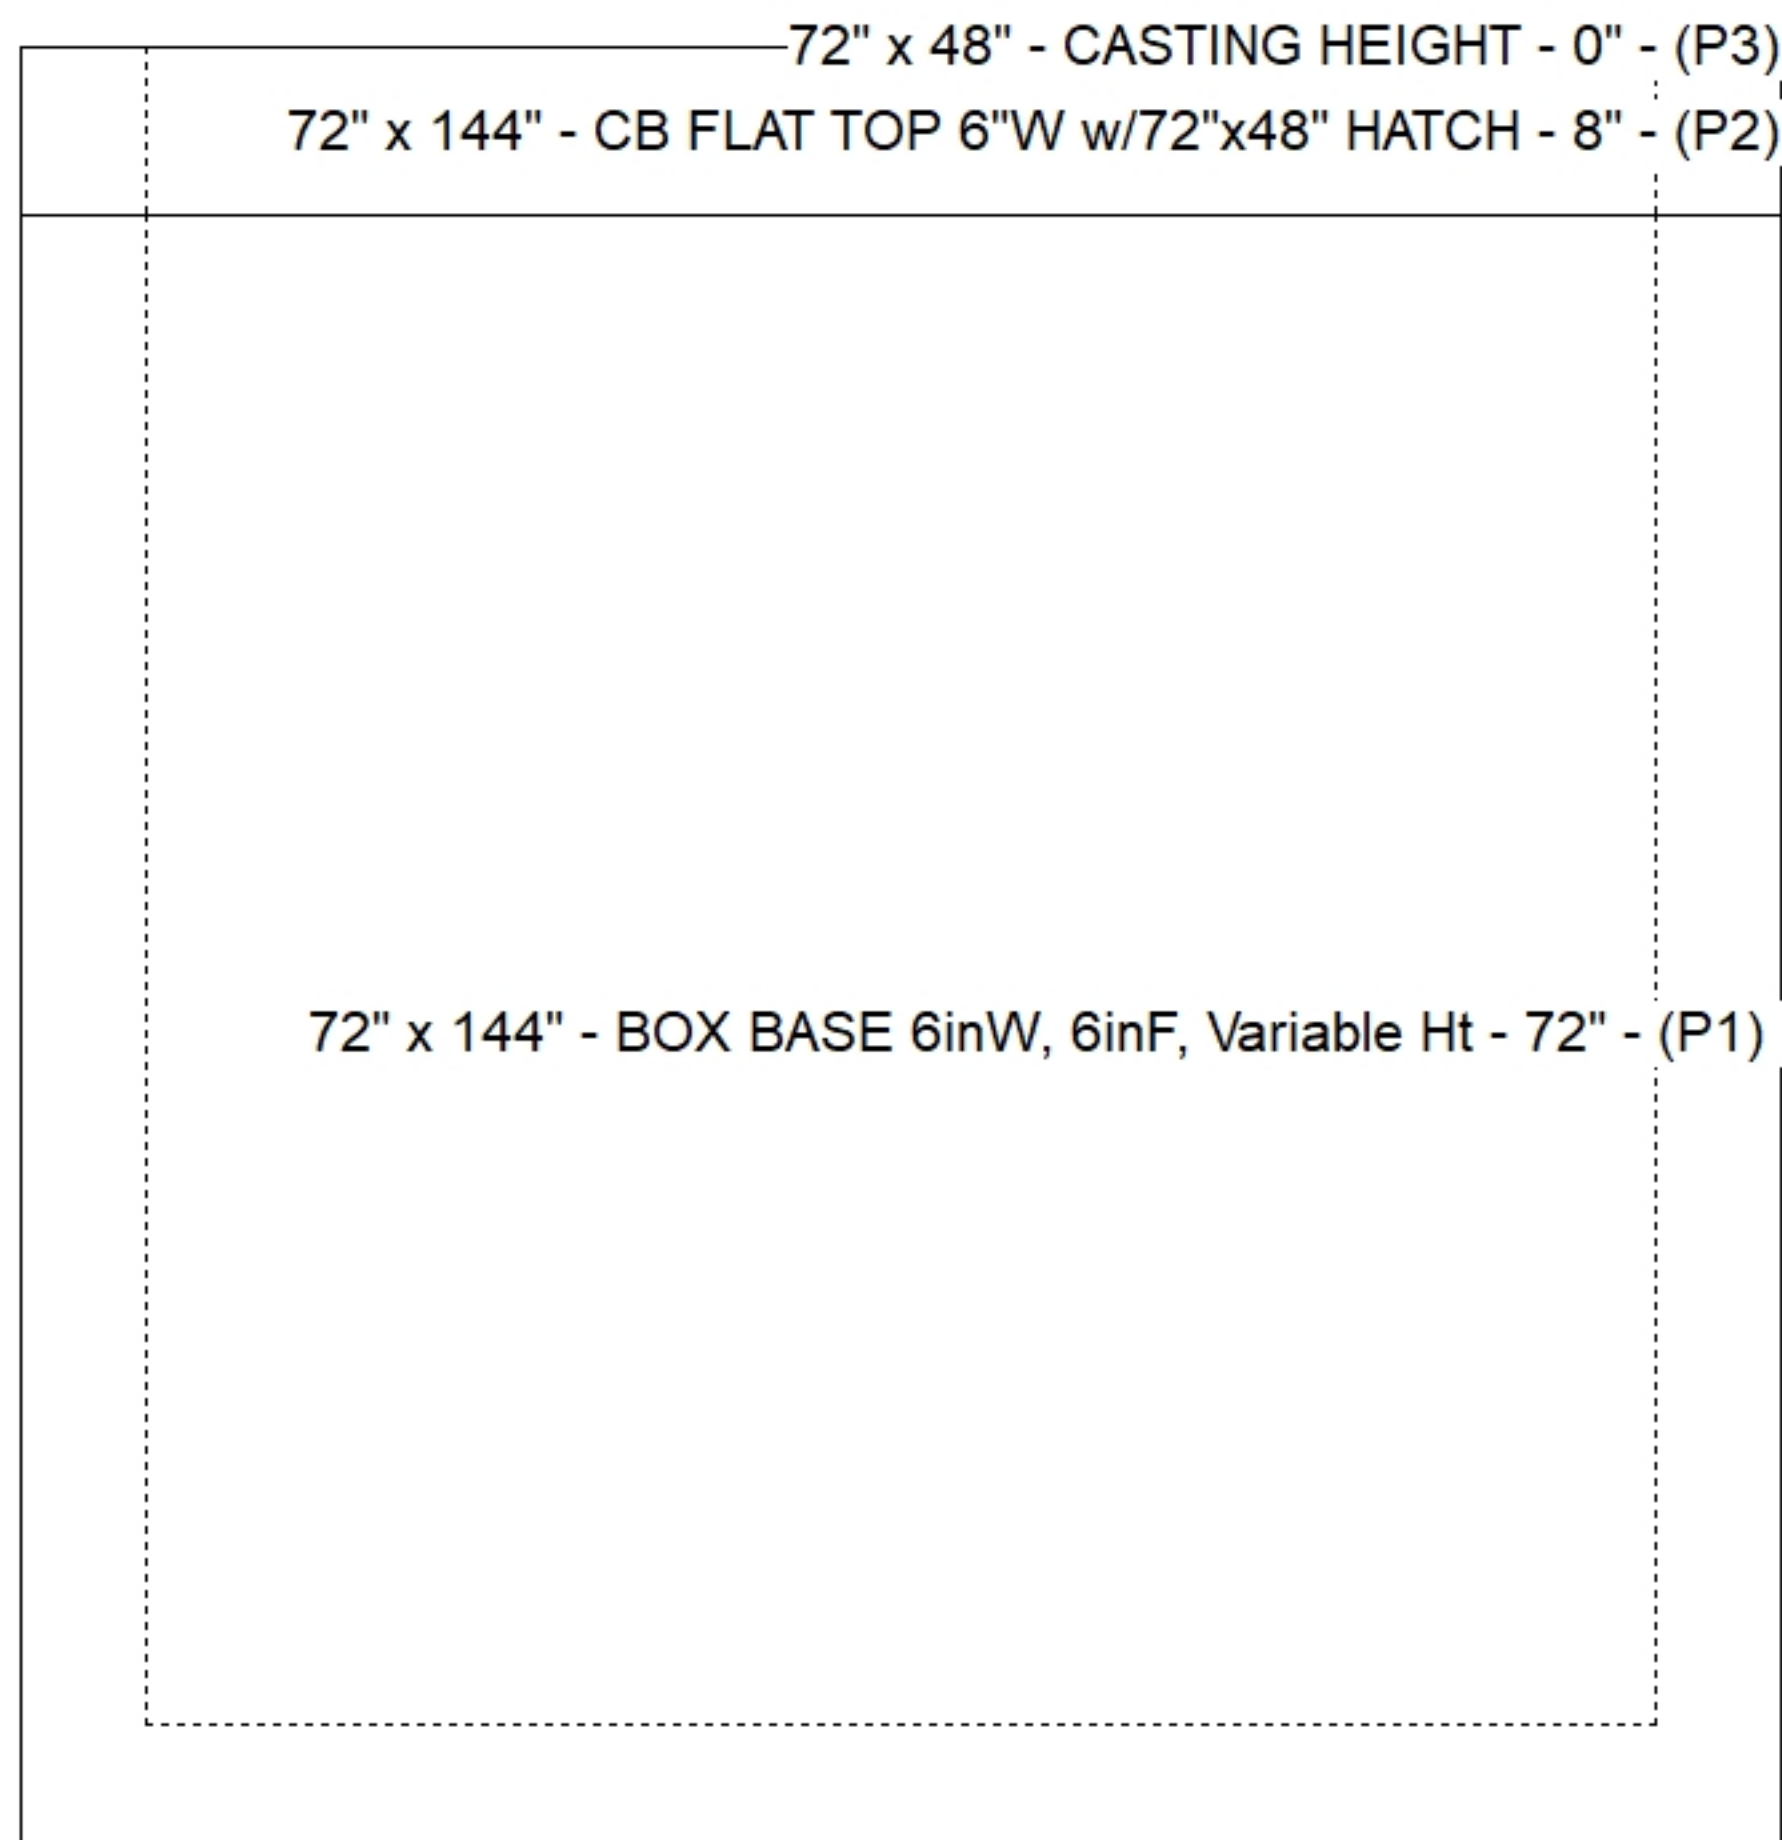 72" x 48" - CASTING HEIGHT - 0" - (P3)
72" x 144" - CB FLAT TOP 6"W w/72"x48" HATCH - 8" - (P2)
72" x 144" - BOX BASE 6inW, 6inF, Variable Ht - 72" - (P1)